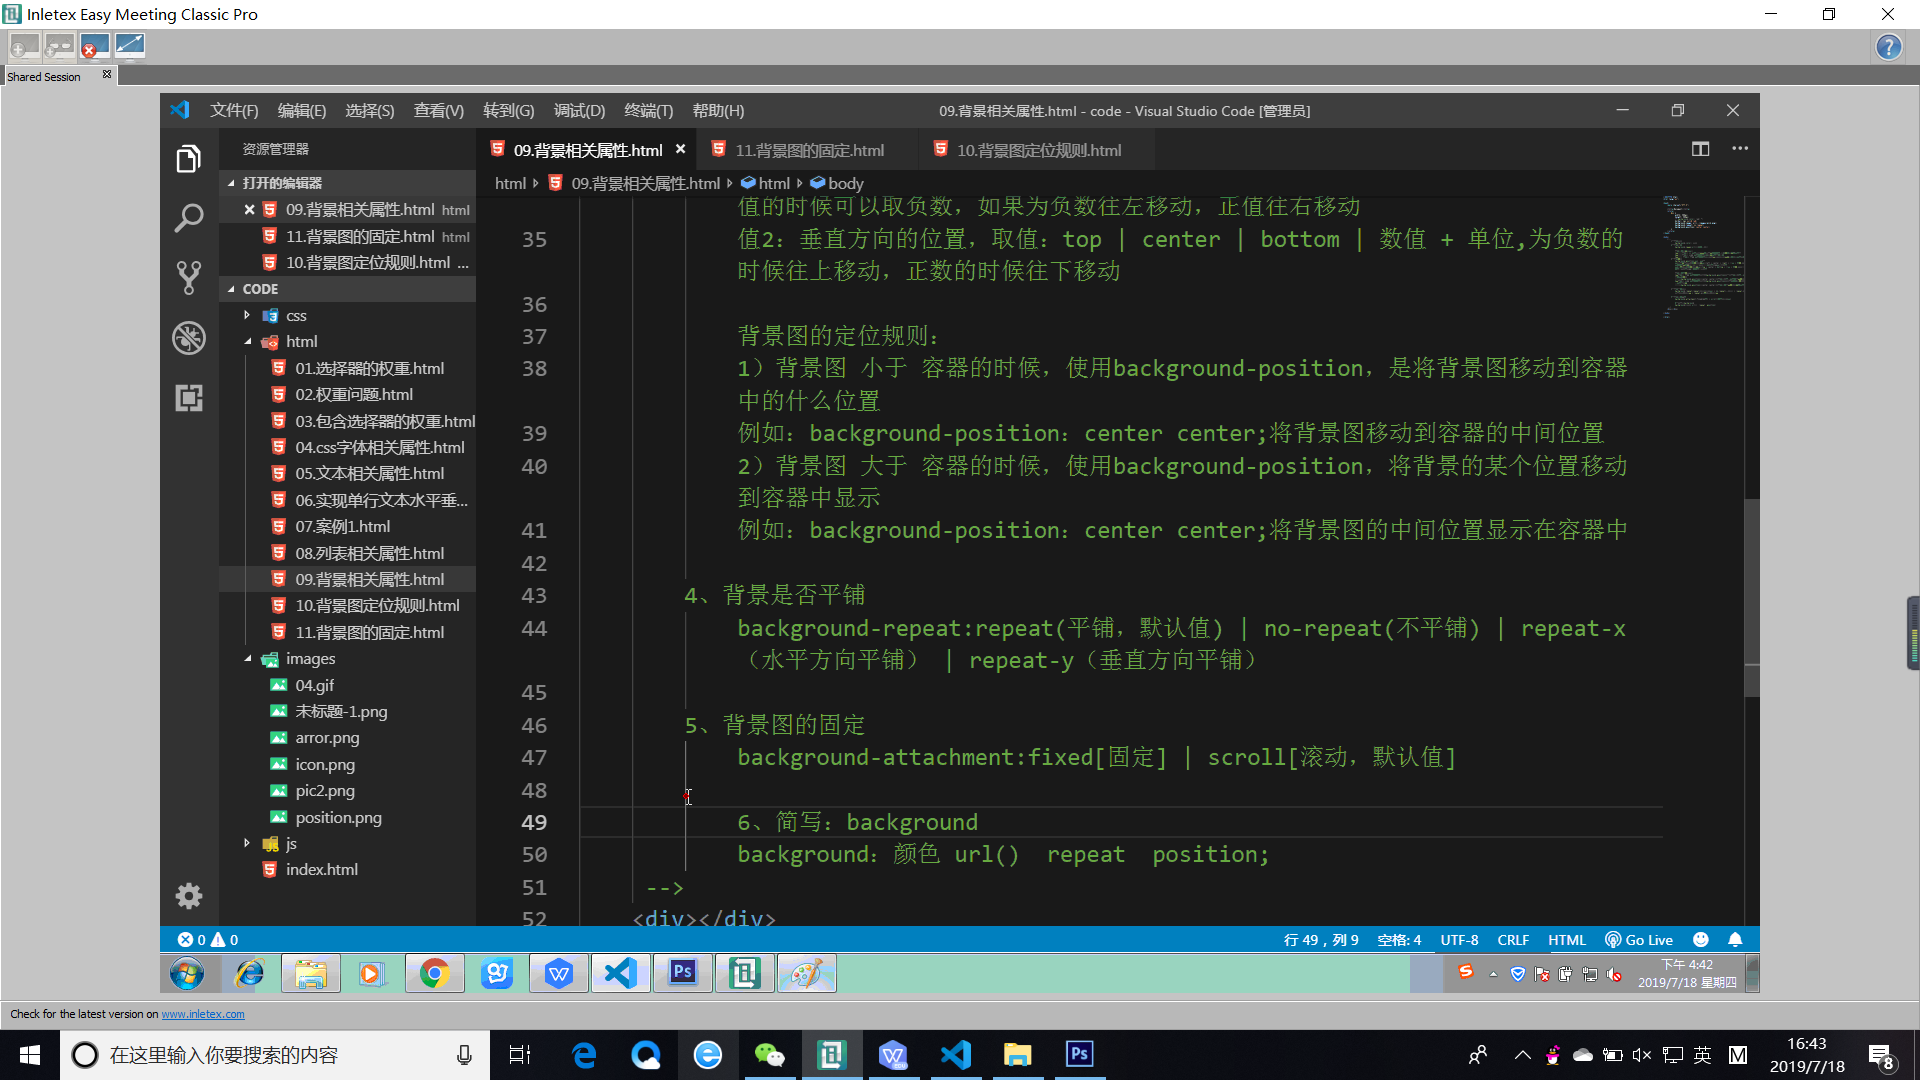 Inletex Easy Meeting Classic Pro
Shared Session
文件(F) 编辑(E) 选择(S) 查看(V) 转到(G) 调试(D) 终端(T) 帮助(H) 09.背景相关属性.html - code - Visual Studio Code [管理员]
资源管理器
09.背景相关属性.html 11.背景图的固定.html 10.背景图定位规则.html
html 09.背景相关属性.html html body
打开的编辑器
09.背景相关属性.html html
11.背景图的固定.html html
10.背景图定位规则.html ...
CODE
css
html
01.选择器的权重.html
02.权重问题.html
03.包含选择器的权重.html
04.css字体相关属性.html
05.文本相关属性.html
06.实现单行文本水平垂...
07.案例1.html
08.列表相关属性.html
09.背景相关属性.html
10.背景图定位规则.html
11.背景图的固定.html
images
04.gif
未标题-1.png
arror.png
icon.png
pic2.png
position.png
js
index.html
值的时候可以取负数，如果为负数往左移动，正值往右移动
35 值2：垂直方向的位置，取值：top | center | bottom | 数值 + 单位,为负数的
时候往上移动，正数的时候往下移动
36
37 背景图的定位规则：
38 1）背景图 小于 容器的时候，使用background-position，是将背景图移动到容器
中的什么位置
39 例如：background-position：center center;将背景图移动到容器的中间位置
40 2）背景图 大于 容器的时候，使用background-position，将背景的某个位置移动
到容器中显示
41 例如：background-position：center center;将背景图的中间位置显示在容器中
42
43 4、背景是否平铺
44 background-repeat:repeat(平铺，默认值) | no-repeat(不平铺) | repeat-x
（水平方向平铺） | repeat-y（垂直方向平铺）
45
46 5、背景图的固定
47 background-attachment:fixed[固定] | scroll[滚动，默认值]
48
49 6、简写：background
50 background：颜色 url() repeat position;
51 -->
52 <div></div>
0 0 行 49，列 9 空格: 4 UTF-8 CRLF HTML Go Live
下午 4:42
2019/7/18 星期四
Check for the latest version on www.inletex.com
在这里输入你要搜索的内容
英 M
16:43
2019/7/18
8